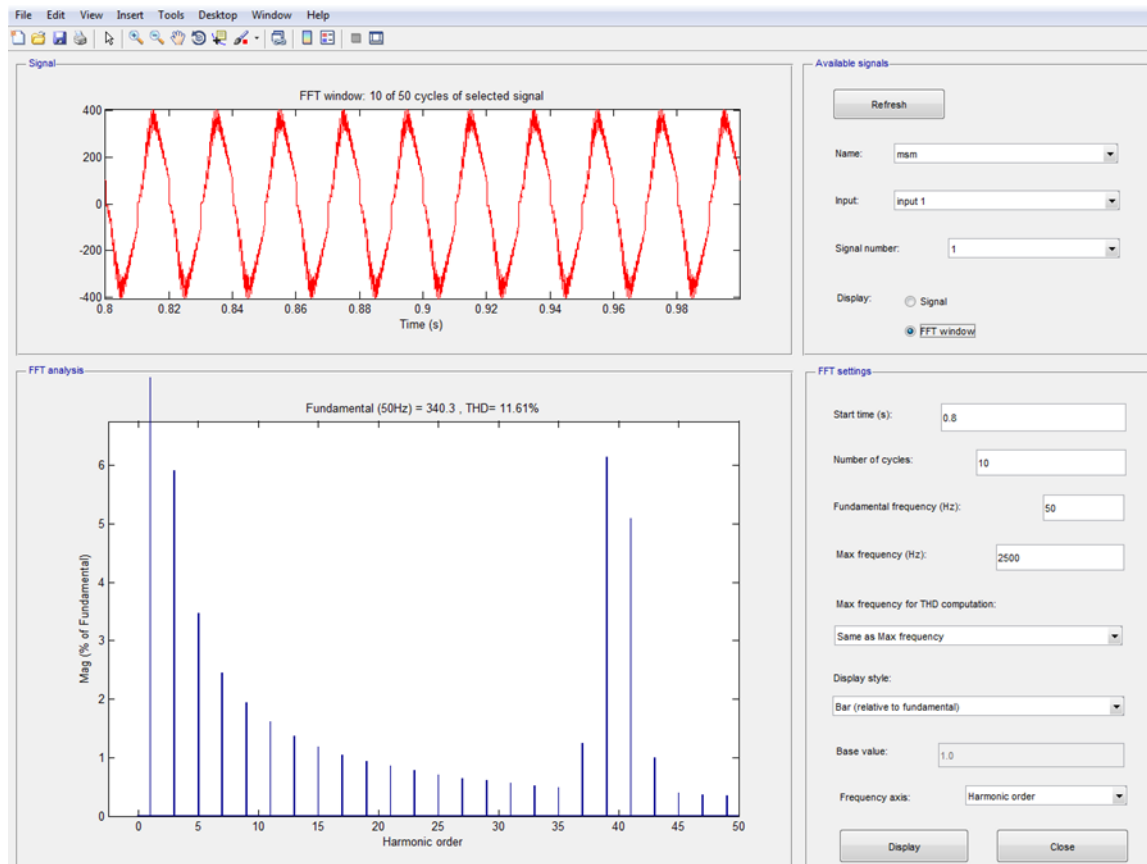 File Edit View Insert Tools Desktop Window Help
Signal
FFT window: 10 of 50 cycles of selected signal
400
200
0
-200
-400
0.8 0.82 0.84 0.86 0.88 0.9 0.92 0.94 0.96 0.98
Time (s)
Available signals
Refresh
Name: msm
Input: input 1
Signal number: 1
Display: Signal
FFT window
FFT analysis
Fundamental (50Hz) = 340.3 , THD= 11.61%
Mag (% of Fundamental)
6
5
4
3
2
1
0
0 5 10 15 20 25 30 35 40 45 50
Harmonic order
FFT settings
Start time (s): 0.8
Number of cycles: 10
Fundamental frequency (Hz): 50
Max frequency (Hz): 2500
Max frequency for THD computation:
Same as Max frequency
Display style:
Bar (relative to fundamental)
Base value: 1.0
Frequency axis: Harmonic order
Display Close